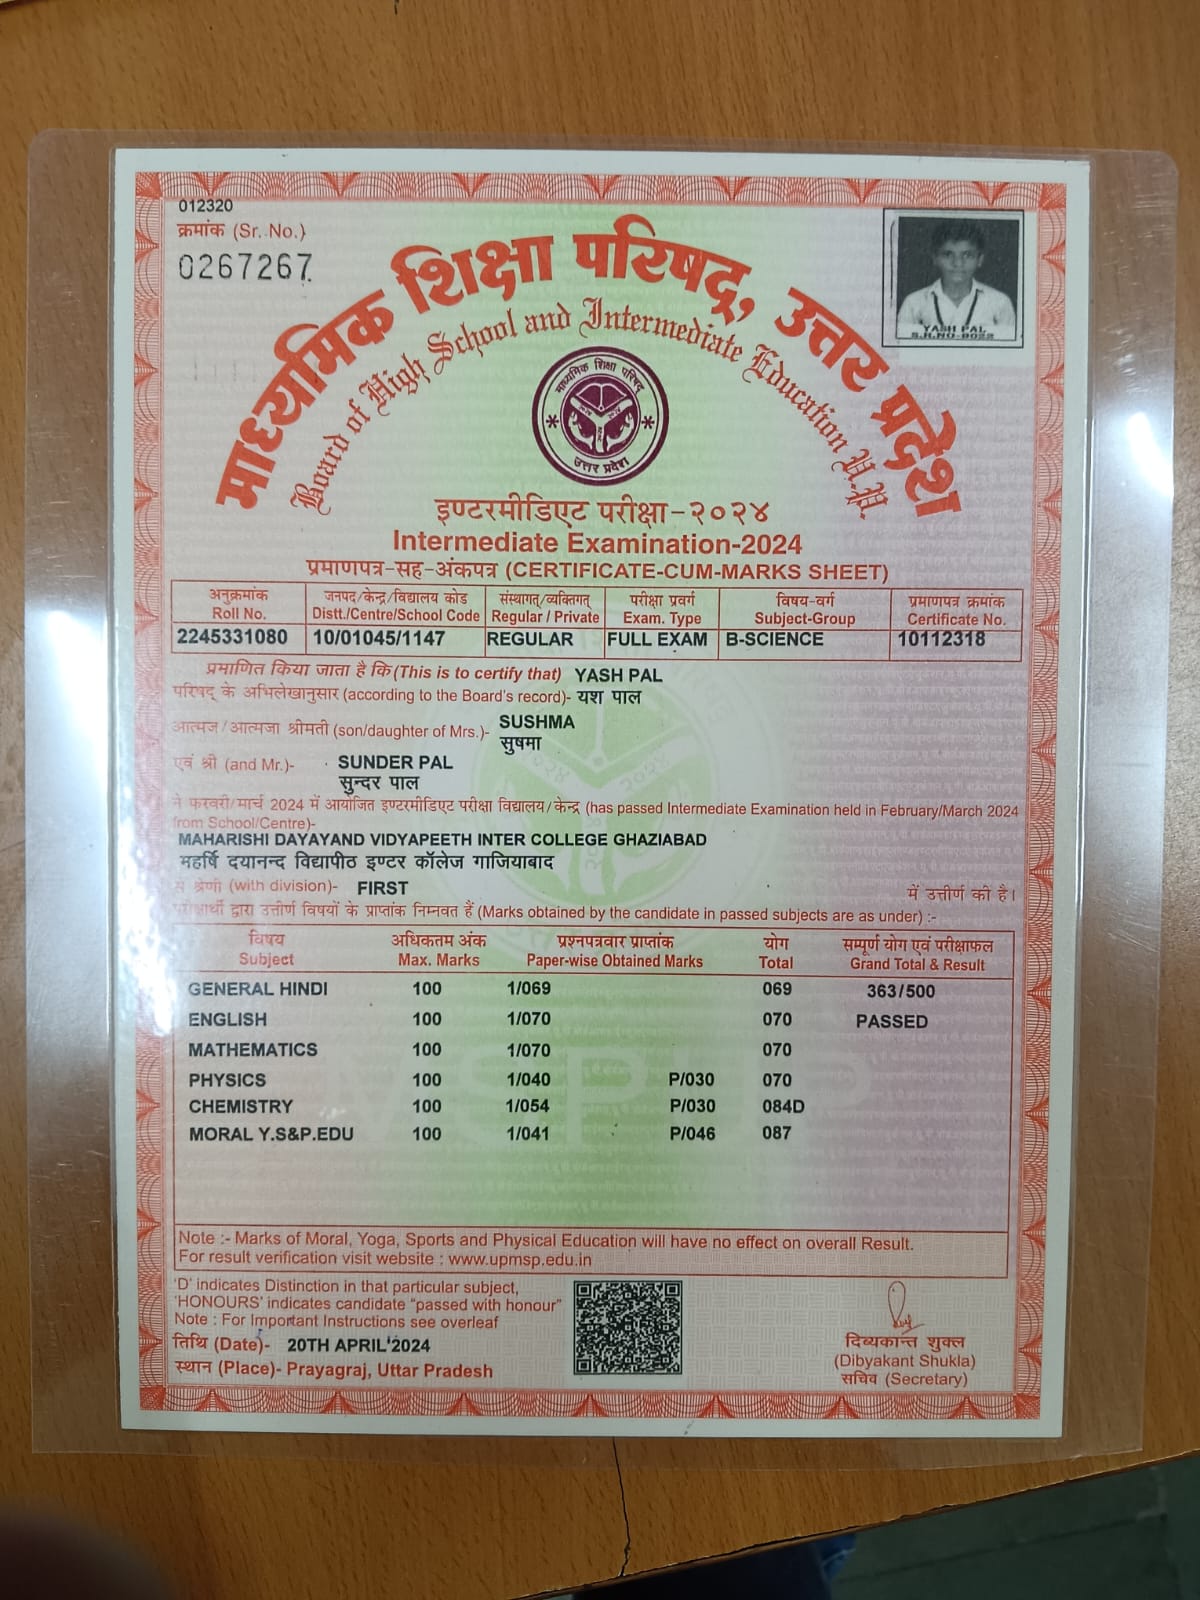 012320
क्रमांक (Sr. No.)
0267267
YASH PAL
S.R.NO-8022
माध्यमिक शिक्षा परिषद्, उत्तर प्रदेश
Board of High School and Intermediate Education U.P.
माध्यमिक शिक्षा परिषद्
उत्तर प्रदेश
इण्टरमीडिएट परीक्षा-२०२४
Intermediate Examination-2024
प्रमाणपत्र-सह-अंकपत्र (CERTIFICATE-CUM-MARKS SHEET)
अनुक्रमांक जनपद/केन्द्र/विद्यालय कोड संस्थागत्/व्यक्तिगत् परीक्षा प्रवर्ग विषय-वर्ग प्रमाणपत्र क्रमांक
Roll No. Distt./Centre/School Code Regular / Private Exam. Type Subject-Group Certificate No.
2245331080 10/01045/1147 REGULAR FULL EXAM B-SCIENCE 10112318
प्रमाणित किया जाता है कि (This is to certify that) YASH PAL
परिषद् के अभिलेखानुसार (according to the Board's record)- यश पाल
आत्मज/आत्मजा श्रीमती (son/daughter of Mrs.)- SUSHMA
सुषमा
एवं श्री (and Mr.)- SUNDER PAL
सुन्दर पाल
ने फरवरी/मार्च 2024 में आयोजित इण्टरमीडिएट परीक्षा विद्यालय/केन्द्र (has passed Intermediate Examination held in February/March 2024
from School/Centre)-
MAHARISHI DAYAYAND VIDYAPEETH INTER COLLEGE GHAZIABAD
महर्षि दयानन्द विद्यापीठ इण्टर कॉलेज गाजियाबाद
श्रेणी (with division)- FIRST में उत्तीर्ण की है।
परीक्षार्थी द्वारा उत्तीर्ण विषयों के प्राप्तांक निम्नवत हैं (Marks obtained by the candidate in passed subjects are as under) :-
विषय अधिकतम अंक प्रश्नपत्रवार प्राप्तांक योग सम्पूर्ण योग एवं परीक्षाफल
Subject Max. Marks Paper-wise Obtained Marks Total Grand Total & Result
GENERAL HINDI 100 1/069 069 363/500
ENGLISH 100 1/070 070 PASSED
MATHEMATICS 100 1/070 070
PHYSICS 100 1/040 P/030 070
CHEMISTRY 100 1/054 P/030 084D
MORAL Y.S&P.EDU 100 1/041 P/046 087
Note :- Marks of Moral, Yoga, Sports and Physical Education will have no effect on overall Result.
For result verification visit website : www.upmsp.edu.in
'D' indicates Distinction in that particular subject,
'HONOURS' indicates candidate "passed with honour"
Note : For Important Instructions see overleaf
तिथि (Date)- 20TH APRIL'2024
स्थान (Place)- Prayagraj, Uttar Pradesh
दिब्यकान्त शुक्ल
(Dibyakant Shukla)
सचिव (Secretary)